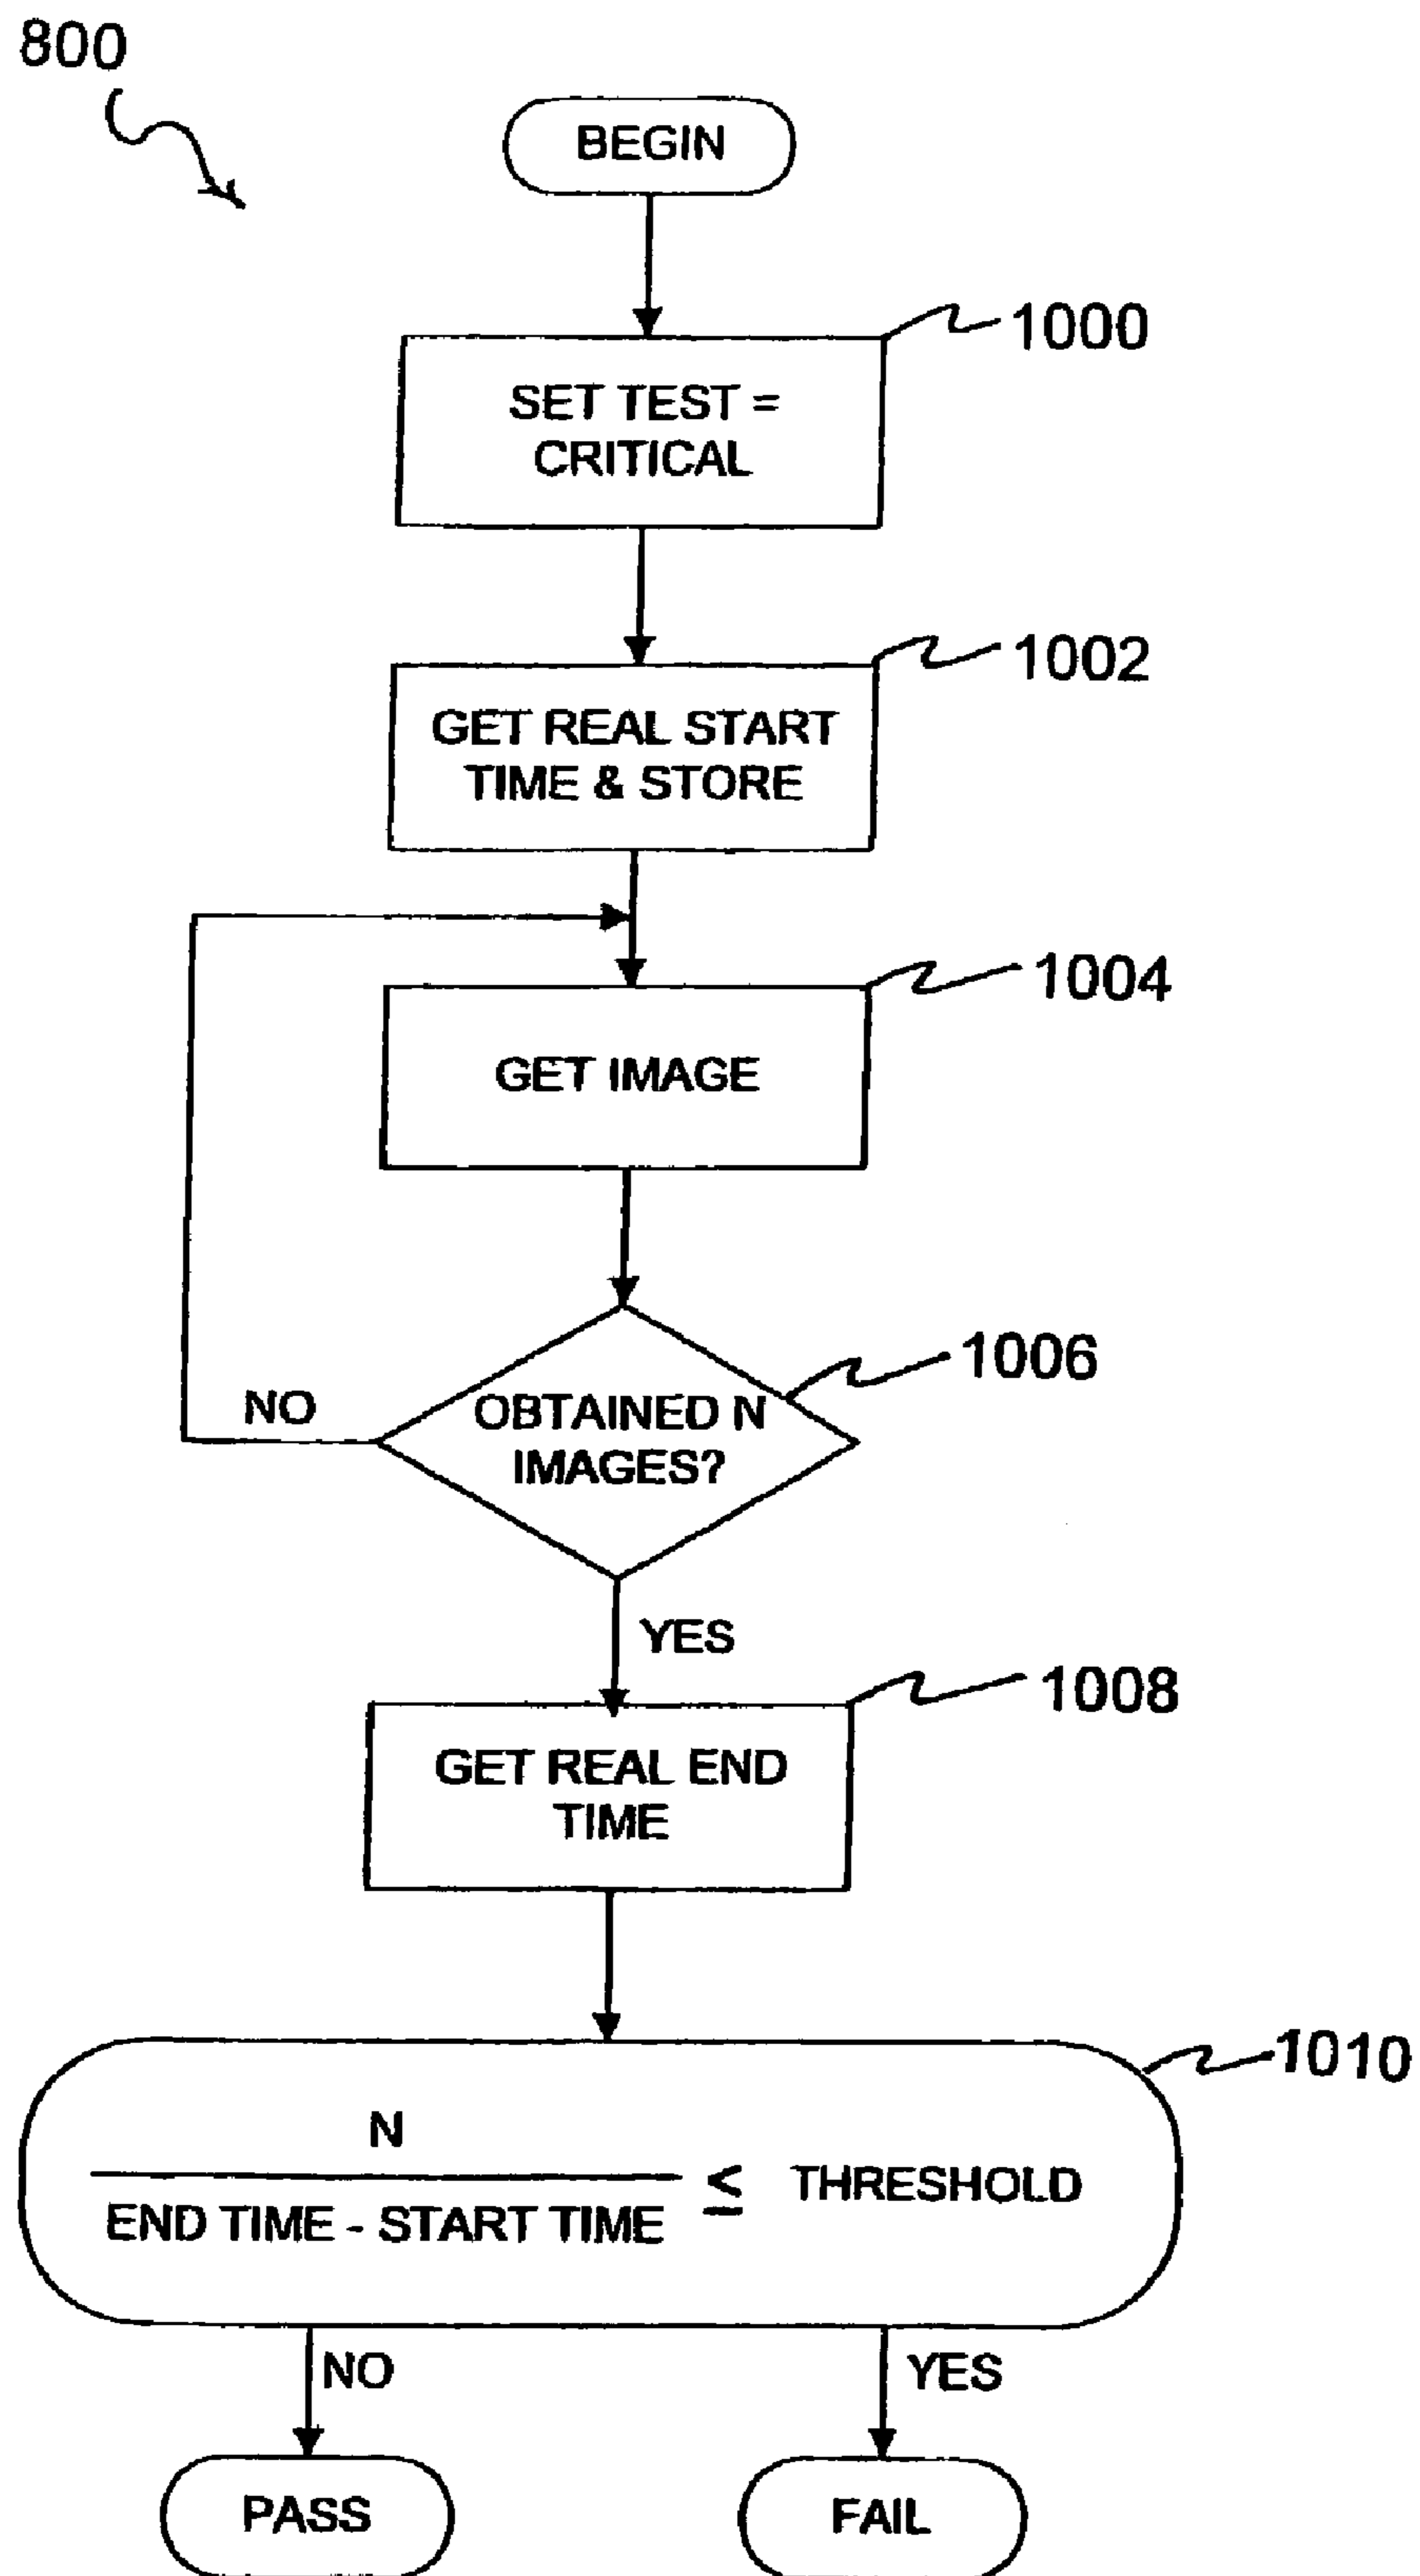 800
BEGIN
1000
SET TEST =
CRITICAL
1002
GET REAL START
TIME & STORE
1004
GET IMAGE
1006
OBTAINED N
IMAGES?
NO
YES
1008
GET REAL END
TIME
1010
N
END TIME - START TIME ≤ THRESHOLD
NO
YES
PASS
FAIL